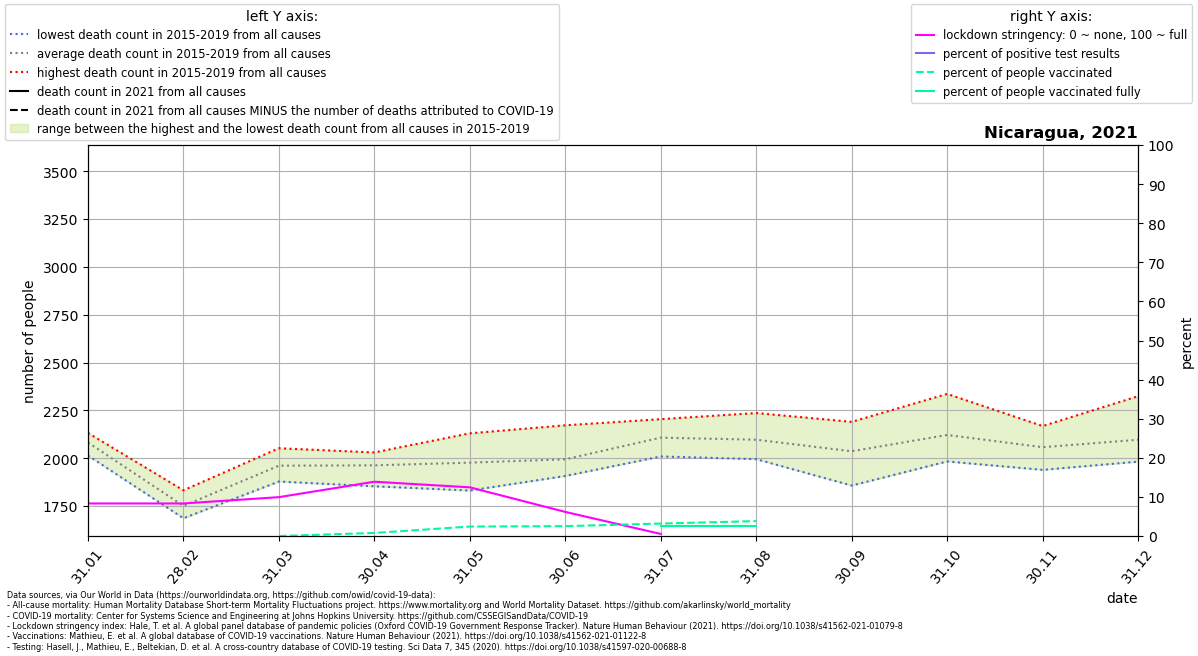 left Y axis:
lowest death count in 2015-2019 from all causes
average death count in 2015-2019 from all causes
highest death count in 2015-2019 from all causes
death count in 2021 from all causes
death count in 2021 from all causes MINUS the number of deaths attributed to COVID-19
range between the highest and the lowest death count from all causes in 2015-2019
right Y axis:
lockdown stringency: 0 ~ none, 100 ~ full
percent of positive test results
percent of people vaccinated
percent of people vaccinated fully
Nicaragua, 2021
number of people
3500
3250
3000
2750
2500
2250
2000
1750
100
90
80
70
60
50
40
30
20
10
0
percent
31.01
28.02
31.03
30.04
31.05
30.06
31.07
31.08
30.09
31.10
30.11
31.12
date
Data sources, via Our World in Data (https://ourworldindata.org, https://github.com/owid/covid-19-data):
- All-cause mortality: Human Mortality Database Short-term Mortality Fluctuations project. https://www.mortality.org and World Mortality Dataset. https://github.com/akarlinsky/world_mortality
- COVID-19 mortality: Center for Systems Science and Engineering at Johns Hopkins University. https://github.com/CSSEGISandData/COVID-19
- Lockdown stringency index: Hale, T. et al. A global panel database of pandemic policies (Oxford COVID-19 Government Response Tracker). Nature Human Behaviour (2021). https://doi.org/10.1038/s41562-021-01079-8
- Vaccinations: Mathieu, E. et al. A global database of COVID-19 vaccinations. Nature Human Behaviour (2021). https://doi.org/10.1038/s41562-021-01122-8
- Testing: Hasell, J., Mathieu, E., Beltekian, D. et al. A cross-country database of COVID-19 testing. Sci Data 7, 345 (2020). https://doi.org/10.1038/s41597-020-00688-8